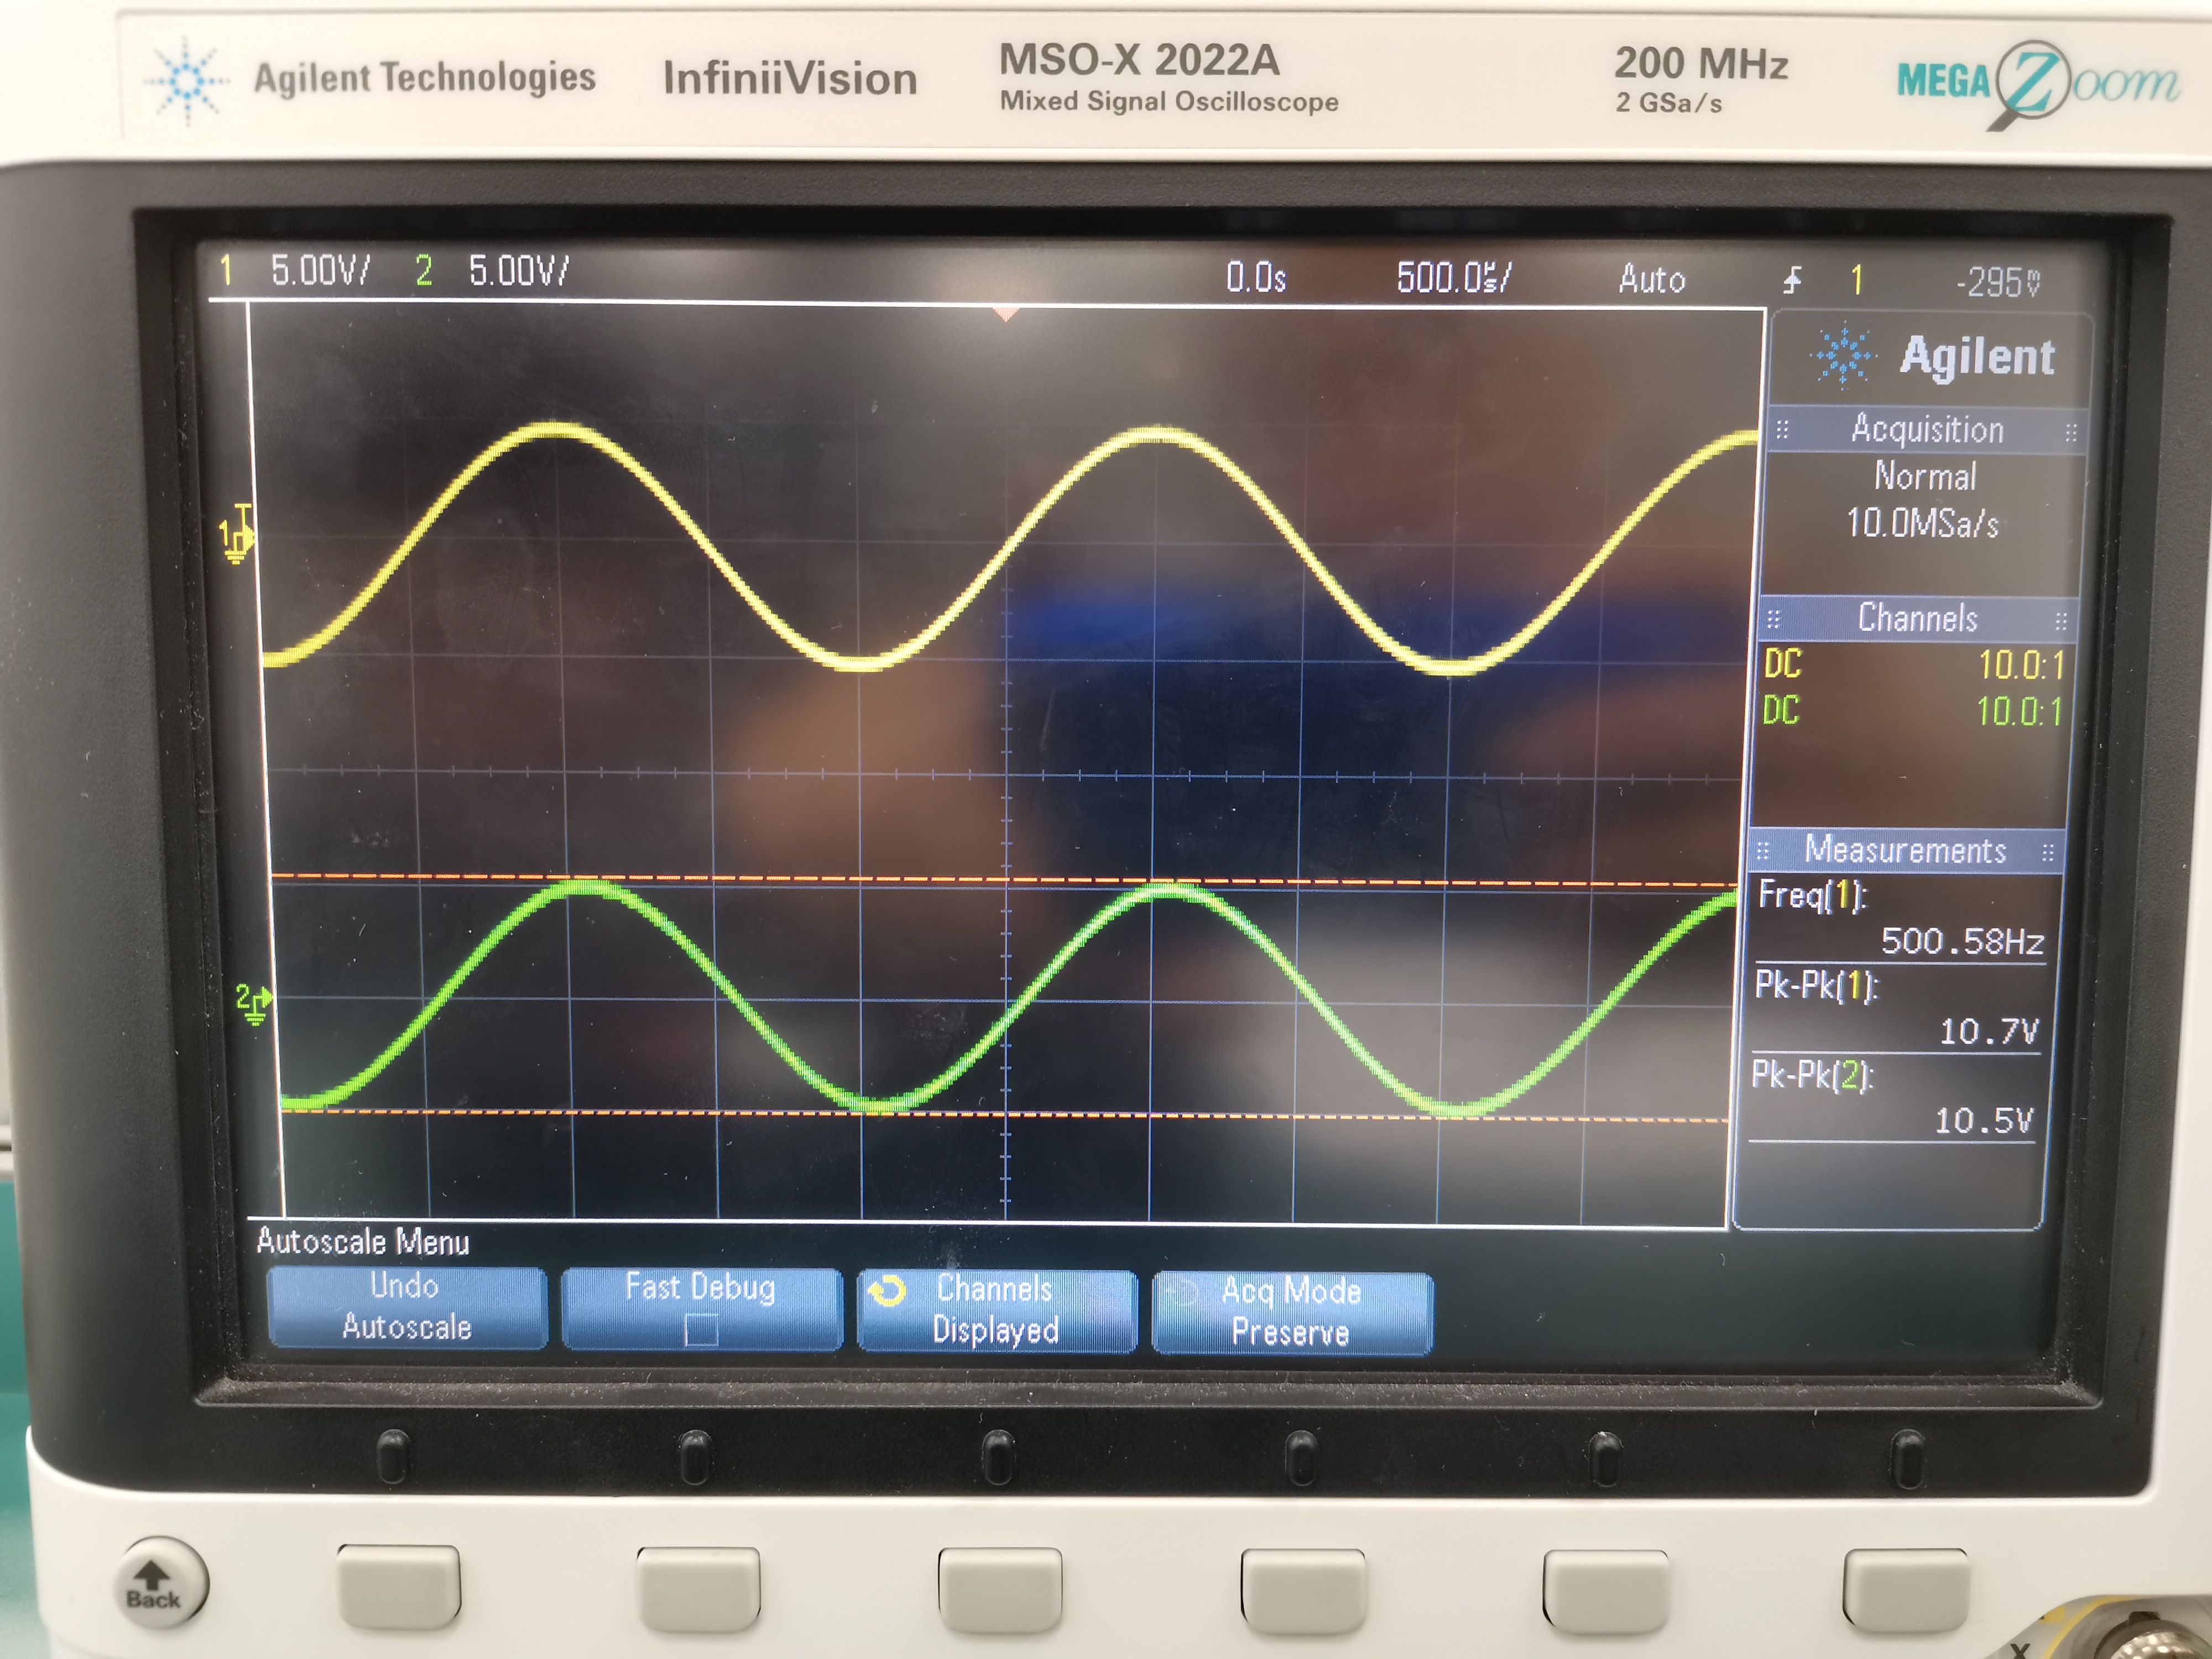 Agilent Technologies InfiniiVision MSO-X 2022A 200 MHz MEGA Zoom
Mixed Signal Oscilloscope 2 GSa/s
1 5.00V/ 2 5.00V/ 0.0s 500.0µs/ Auto 1 -295mV
Agilent
Acquisition
Normal
10.0MSa/s
Channels
DC 10.0:1
DC 10.0:1
Measurements
Freq(1):
500.58Hz
Pk-Pk(1):
10.7V
Pk-Pk(2):
10.5V
T
1
2
Autoscale Menu
Undo
Autoscale
Fast Debug
Channels
Displayed
Acq Mode
Preserve
Back
X